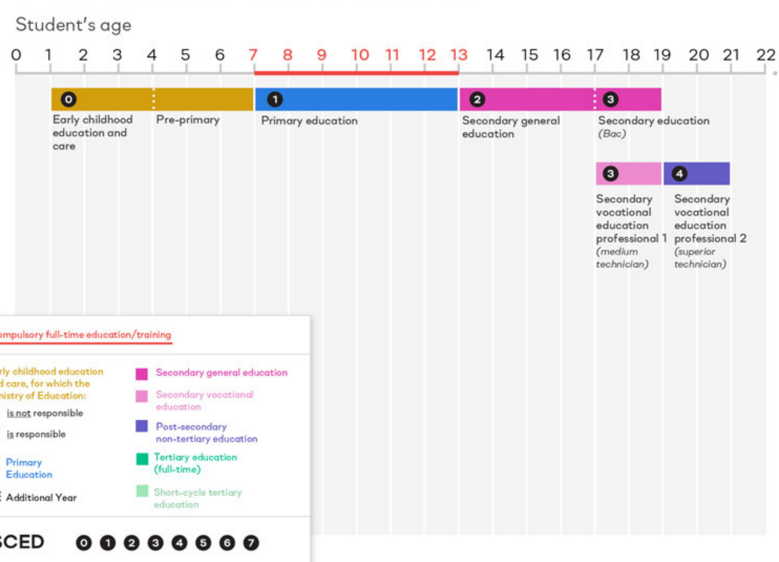 Student's age
0 1 2 3 4 5 6 7 8 9 10 11 12 13 14 15 16 17 18 19 20 21 22
0 1 2 3
Early childhood
education and
care
Pre-primary
Primary education
Secondary general
education
Secondary education
(Bac)
3 4
Secondary
vocational
education
professional 1
(medium
technician)
Secondary
vocational
education
professional 2
(superior
technician)
ompulsory full-time education/training
rly childhood education
d care, for which the
nistry of Education:
is not responsible
is responsible
Primary
Education
Additional Year
Secondary general education
Secondary vocational
education
Post-secondary
non-tertiary education
Tertiary education
(full-time)
Short-cycle tertiary
education
SCED 0 1 2 3 4 5 6 7